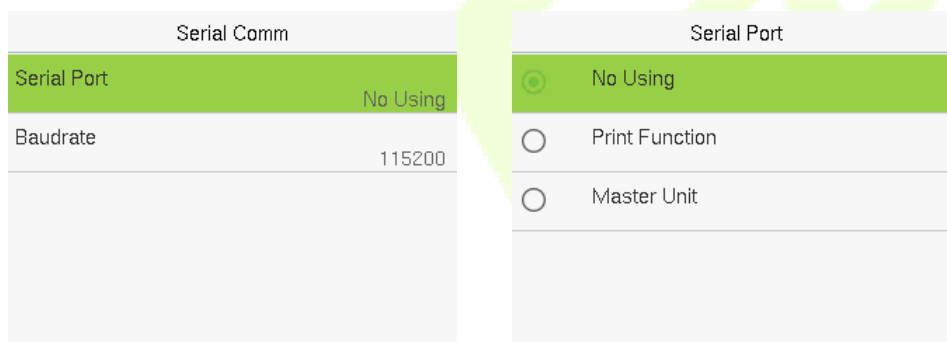 Serial Comm
Serial Port
No Using
Baudrate
115200
Serial Port
No Using
Print Function
Master Unit